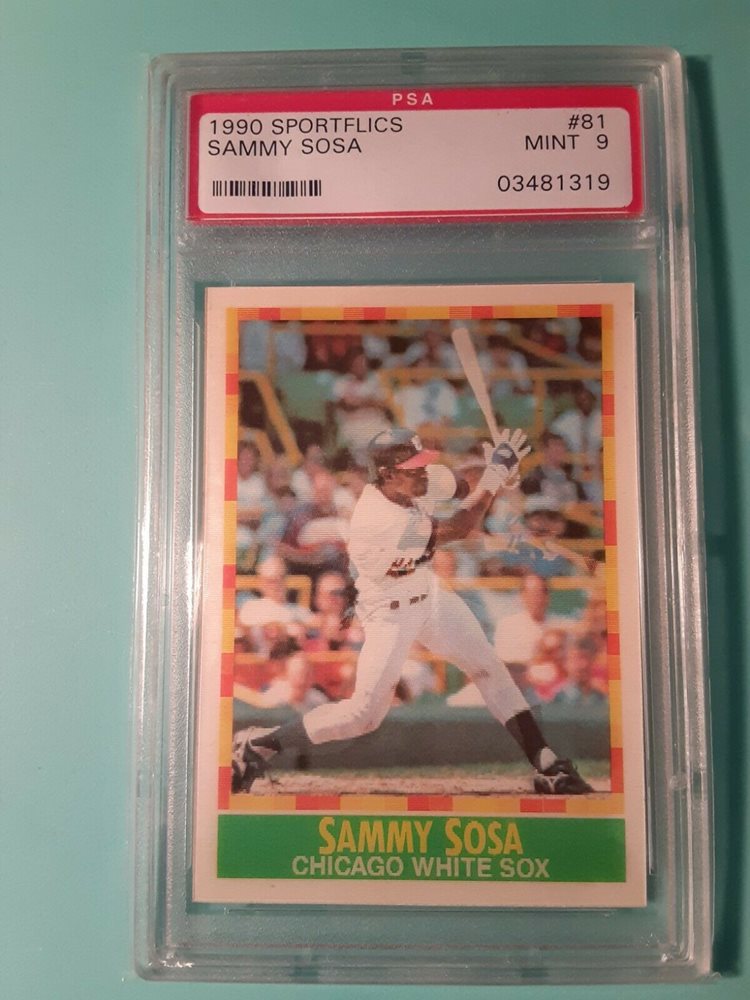 PSA
1990 SPORTFLICS #81
SAMMY SOSA MINT 9
03481319
SAMMY SOSA
CHICAGO WHITE SOX